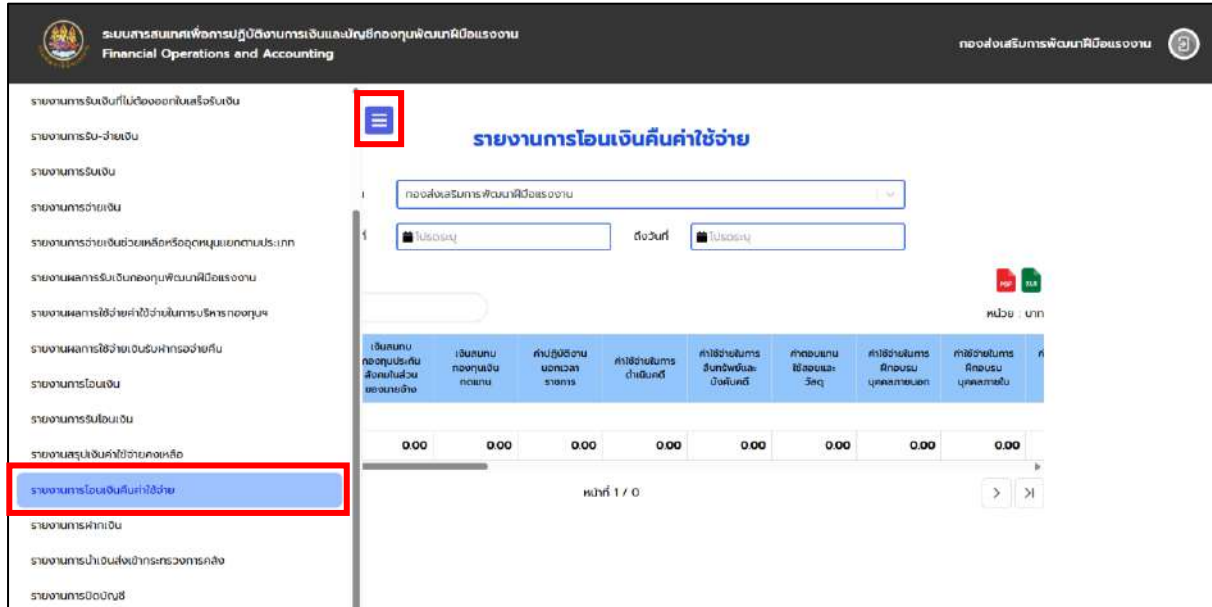 ระบบสารสนเทศเพื่อการปฏิบัติงานการเงินและบัญชีกองทุนพัฒนาฝีมือแรงงาน
Financial Operations and Accounting
กองส่งเสริมการพัฒนาฝีมือแรงงาน
รายงานการรับเงินที่ไม่ต้องออกใบเสร็จรับเงิน
รายงานการรับ-จ่ายเงิน
รายงานการรับเงิน
รายงานการจ่ายเงิน
รายงานการจ่ายเงินช่วยเหลือหรืออุดหนุนแยกตามประเภท
รายงานผลการรับเงินกองทุนพัฒนาฝีมือแรงงาน
รายงานผลการใช้จ่ายค่าใช้จ่ายในการบริหารกองทุนฯ
รายงานผลการใช้จ่ายเงินรับฝากรอจ่ายคืน
รายงานการโอนเงิน
รายงานการรับโอนเงิน
รายงานสรุปเงินค่าใช้จ่ายคงเหลือ
รายงานการโอนเงินคืนค่าใช้จ่าย
รายงานการฝากเงิน
รายงานการนำเงินส่งเข้ากระทรวงการคลัง
รายงานการปิดบัญชี
รายงานการโอนเงินคืนค่าใช้จ่าย
กองส่งเสริมการพัฒนาฝีมือแรงงาน
ที่ โปรดระบุ ถึงวันที่ โปรดระบุ
PDF XLS
หน่วย : บาท
เงินสมทบกองทุนประกันสังคมในส่วนของนายจ้าง
เงินสมทบกองทุนเงินทดแทน
ค่าปฏิบัติงานนอกเวลาราชการ
ค่าใช้จ่ายในการดำเนินคดี
ค่าใช้จ่ายในการสืบทรัพย์และบังคับคดี
ค่าตอบแทนใช้สอยและวัสดุ
ค่าใช้จ่ายในการฝึกอบรมบุคคลภายนอก
ค่าใช้จ่ายในการฝึกอบรมบุคคลภายใน
0.00 0.00 0.00 0.00 0.00 0.00 0.00 0.00
หน้าที่ 1 / 0